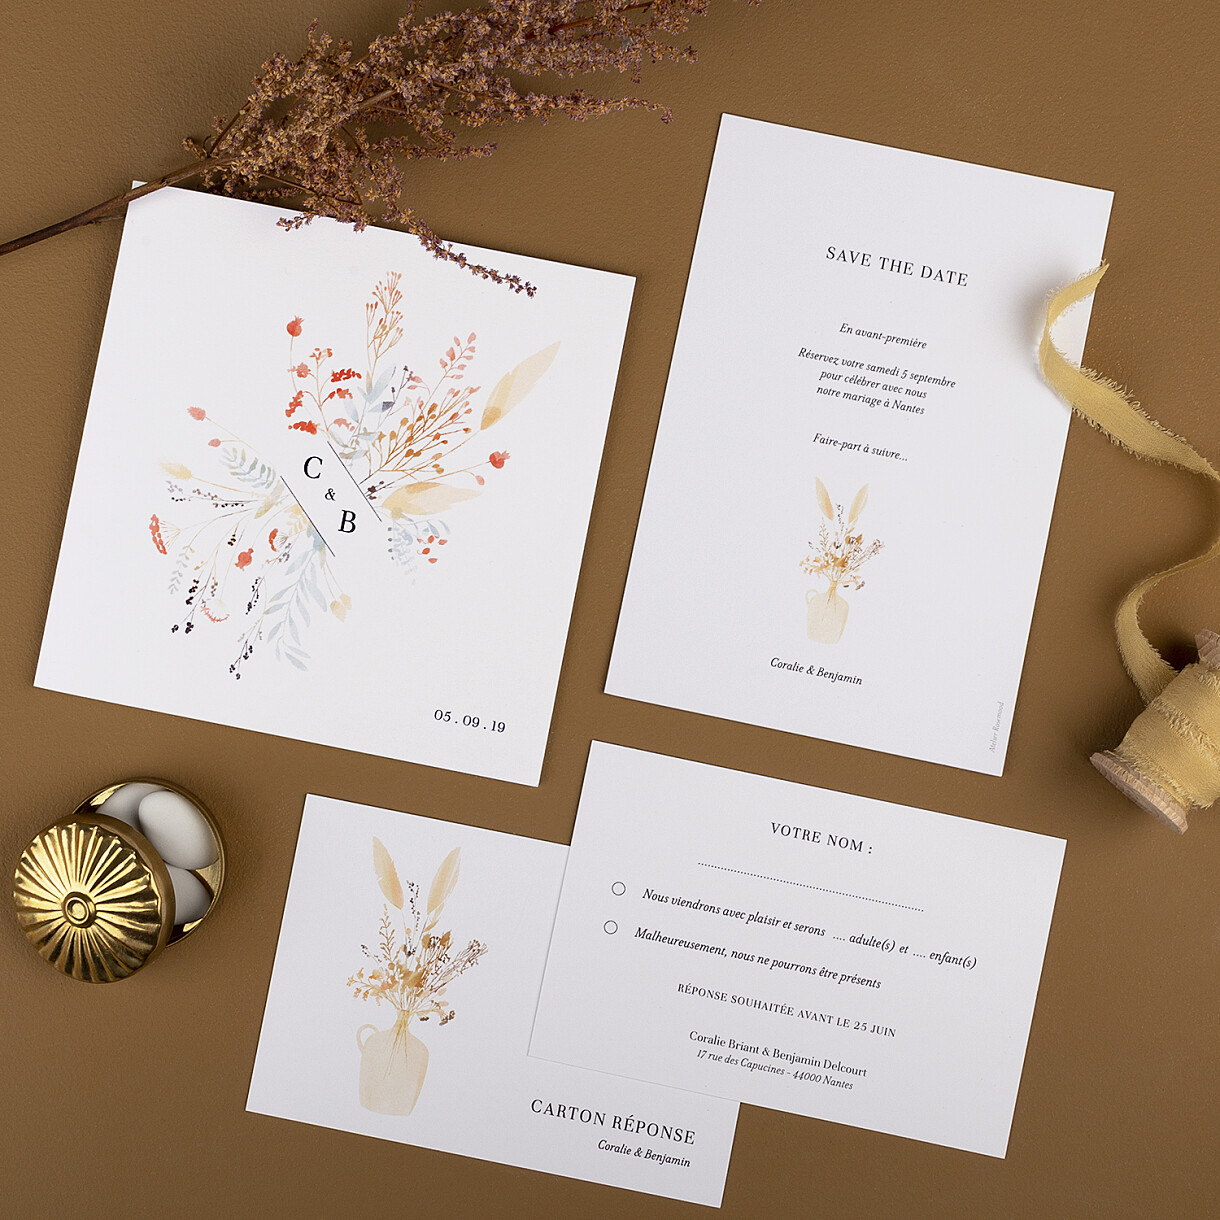 C
&
B
05 . 09 . 19
SAVE THE DATE
En avant-première
Réservez votre samedi 5 septembre
pour célébrer avec nous
notre mariage à Nantes
Faire-part à suivre...
Coralie & Benjamin
Atelier Rosemood
VOTRE NOM :
Nous viendrons avec plaisir et serons .... adulte(s) et .... enfant(s)
Malheureusement, nous ne pourrons être présents
RÉPONSE SOUHAITÉE AVANT LE 25 JUIN
Coralie Briant & Benjamin Delcourt
17 rue des Capucines - 44000 Nantes
CARTON RÉPONSE
Coralie & Benjamin